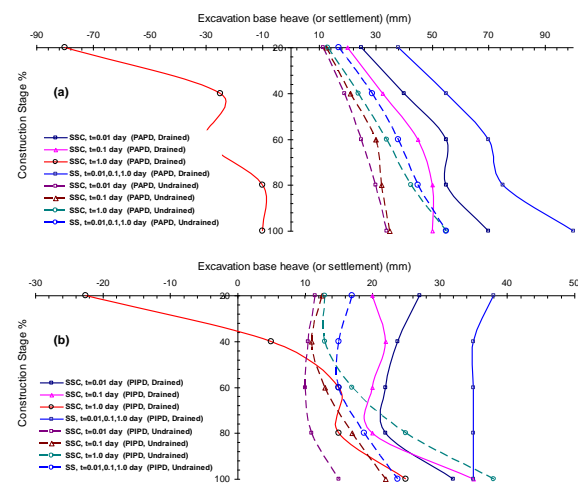 Excavation base heave (or settlement) (mm)
-90 -70 -50 -30 -10 10 30 50 70 90
Construction Stage %
20
40
60
80
100
(a)
SSC, t=0.01 day (PAPD, Drained)
SSC, t=0.1 day (PAPD, Drained)
SSC, t=1.0 day (PAPD, Drained)
SS, t=0.01,0.1,1.0 day (PAPD, Drained)
SSC, t=0.01 day (PAPD, Undrained)
SSC, t=0.1 day (PAPD, Undrained)
SSC, t=1.0 day (PAPD, Undrained)
SS, t=0.01,0.1,1.0 day (PAPD, Undrained)
Excavation base heave (or settlement) (mm)
-30 -20 -10 0 10 20 30 40 50
Construction Stage %
20
40
60
80
100
(b)
SSC, t=0.01 day (PIPD, Drained)
SSC, t=0.1 day (PIPD, Drained)
SSC, t=1.0 day (PIPD, Drained)
SS, t=0.01,0.1,1.0 day (PIPD, Drained)
SSC, t=0.01 day (PIPD, Undrained)
SSC, t=0.1 day (PIPD, Undrained)
SSC, t=1.0 day (PIPD, Undrained)
SS, t=0.01,0.1,1.0 day (PIPD, Undrained)